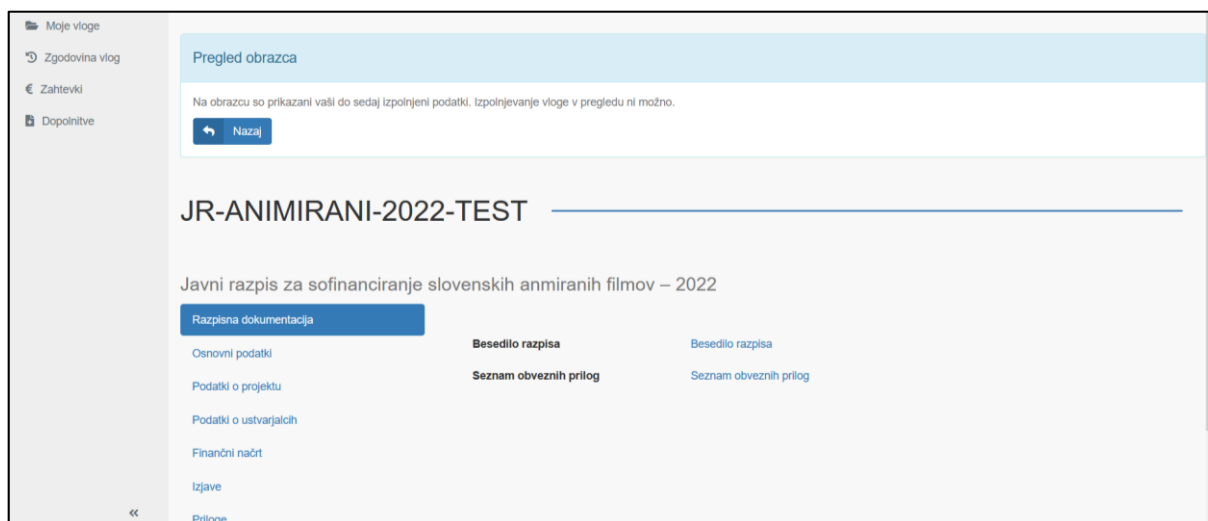 Moje vloge
Zgodovina vlog
Zahtevki
Dopolnitve
Pregled obrazca
Na obrazcu so prikazani vaši do sedaj izpolnjeni podatki. Izpolnjevanje vloge v pregledu ni možno.
Nazaj
JR-ANIMIRANI-2022-TEST
Javni razpis za sofinanciranje slovenskih anmiranih filmov – 2022
Razpisna dokumentacija
Osnovni podatki
Podatki o projektu
Podatki o ustvarjalcih
Finančni načrt
Izjave
Priloge
Besedilo razpisa Besedilo razpisa
Seznam obveznih prilog Seznam obveznih prilog